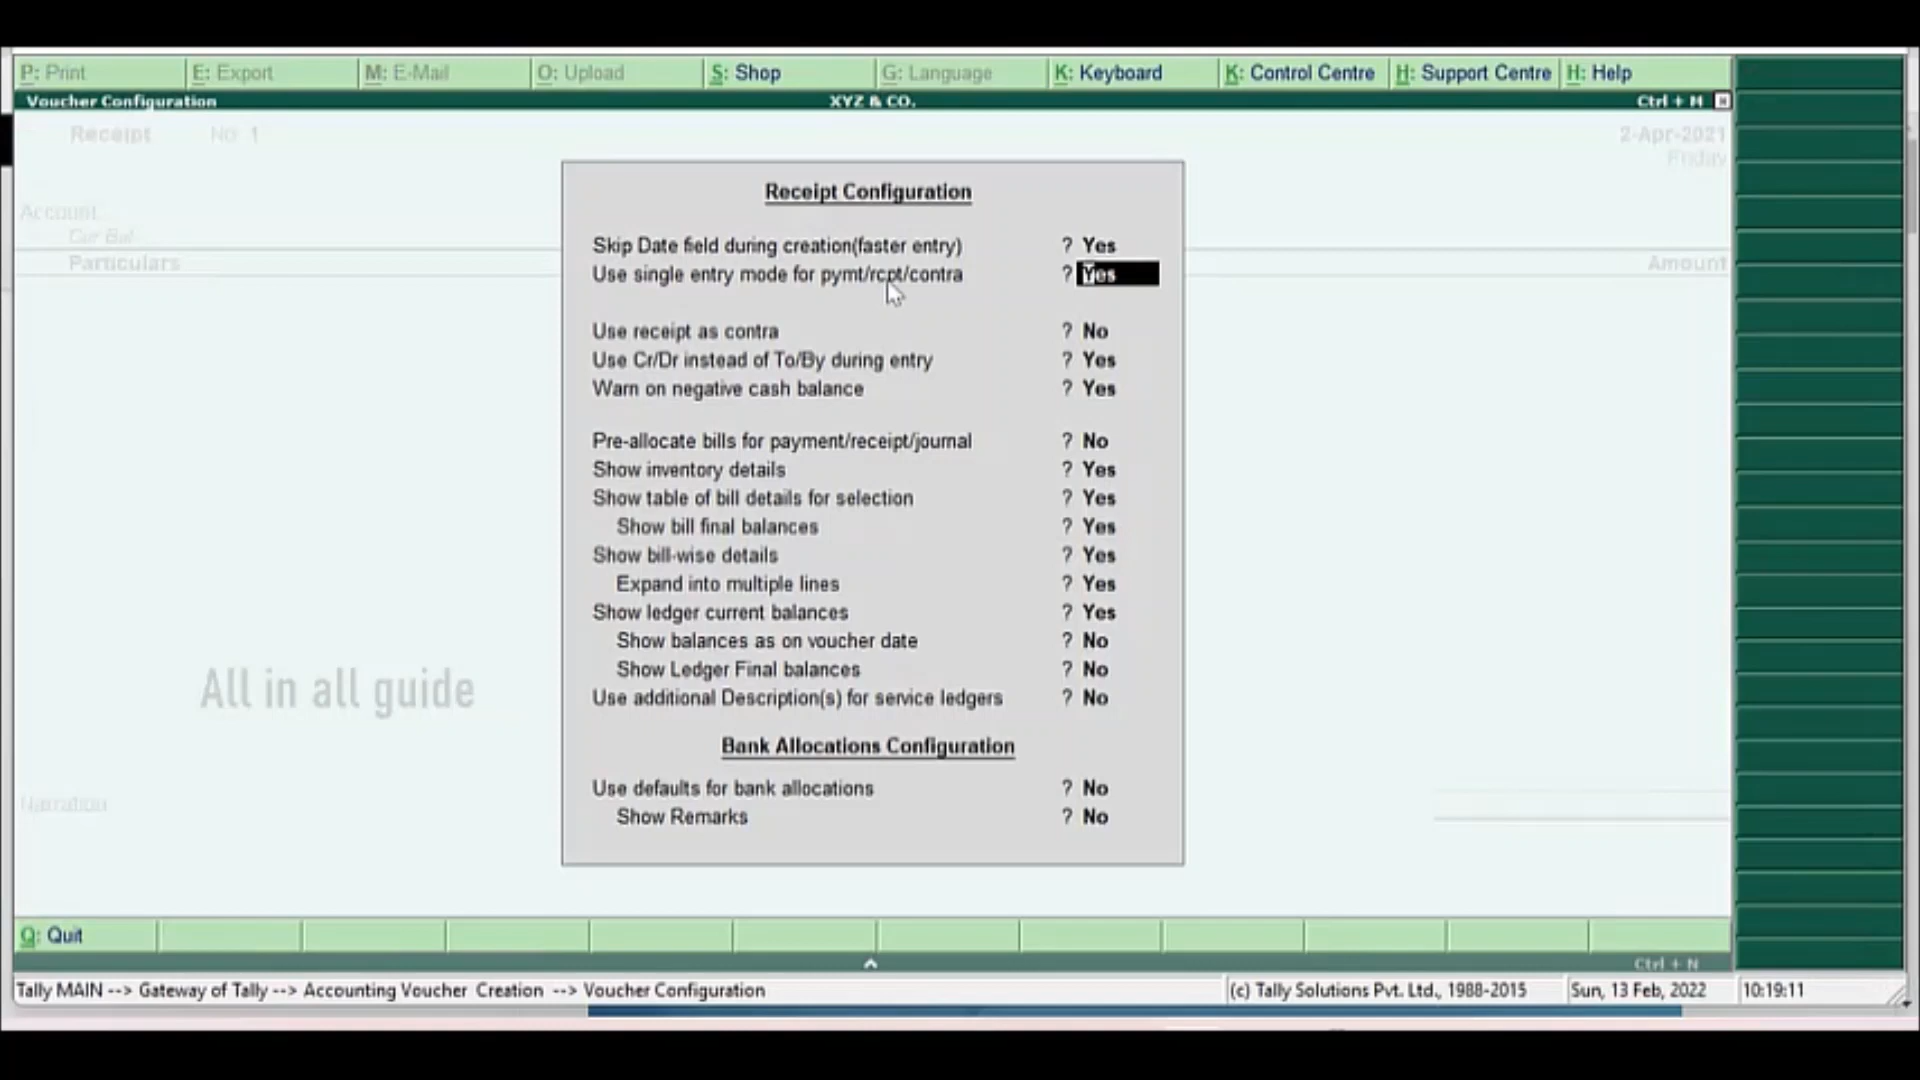 P: Print E: Export M: E-Mail O: Upload S: Shop G: Language K: Keyboard K: Control Centre H: Support Centre H: Help
Voucher Configuration XYZ & CO. Ctrl + M
Receipt No. 1 2-Apr-2021
Friday
Account
Cur Bal
Particulars Amount
Receipt Configuration
Skip Date field during creation(faster entry) ? Yes
Use single entry mode for pymt/rcpt/contra ? Yes
Use receipt as contra ? No
Use Cr/Dr instead of To/By during entry ? Yes
Warn on negative cash balance ? Yes
Pre-allocate bills for payment/receipt/journal ? No
Show inventory details ? Yes
Show table of bill details for selection ? Yes
Show bill final balances ? Yes
Show bill-wise details ? Yes
Expand into multiple lines ? Yes
Show ledger current balances ? Yes
Show balances as on voucher date ? No
Show Ledger Final balances ? No
Use additional Description(s) for service ledgers ? No
Bank Allocations Configuration
Use defaults for bank allocations ? No
Show Remarks ? No
All in all guide
Narration
Q: Quit
Ctrl + N
Tally MAIN --> Gateway of Tally --> Accounting Voucher Creation --> Voucher Configuration (c) Tally Solutions Pvt. Ltd., 1988-2015 Sun, 13 Feb, 2022 10:19:11